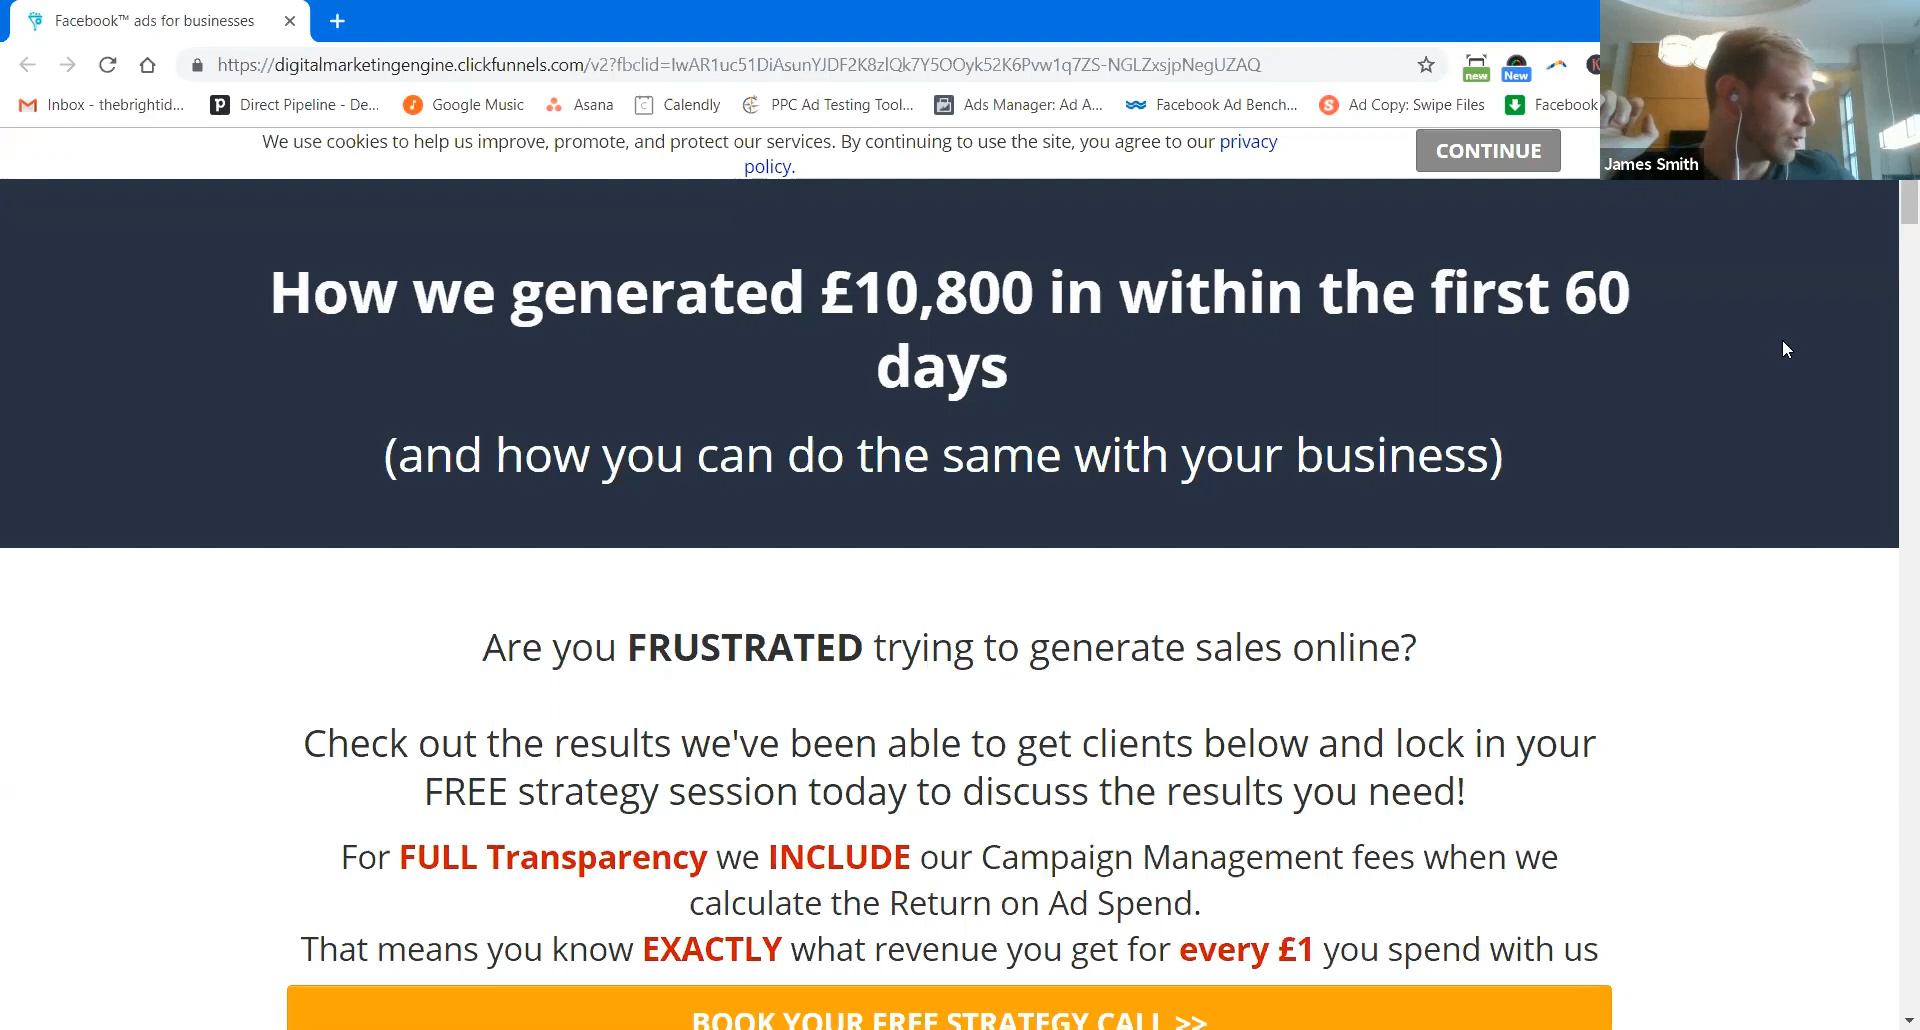 Facebook™ ads for businesses
https://digitalmarketingengine.clickfunnels.com/v2?fbclid=IwAR1uc51DiAsunYJDF2K8zlQk7Y5OOyk52K6Pvw1q7ZS-NGLZxsjpNegUZAQ
new
New
Inbox - thebrightid...
Direct Pipeline - De...
Google Music
Asana
Calendly
PPC Ad Testing Tool...
Ads Manager: Ad A...
Facebook Ad Bench...
Ad Copy: Swipe Files
Facebook
James Smith
We use cookies to help us improve, promote, and protect our services. By continuing to use the site, you agree to our privacy
policy.
CONTINUE
How we generated £10,800 in within the first 60
days
(and how you can do the same with your business)
Are you FRUSTRATED trying to generate sales online?
Check out the results we've been able to get clients below and lock in your
FREE strategy session today to discuss the results you need!
For FULL Transparency we INCLUDE our Campaign Management fees when we
calculate the Return on Ad Spend.
That means you know EXACTLY what revenue you get for every £1 you spend with us
BOOK YOUR FREE STRATEGY CALL >>